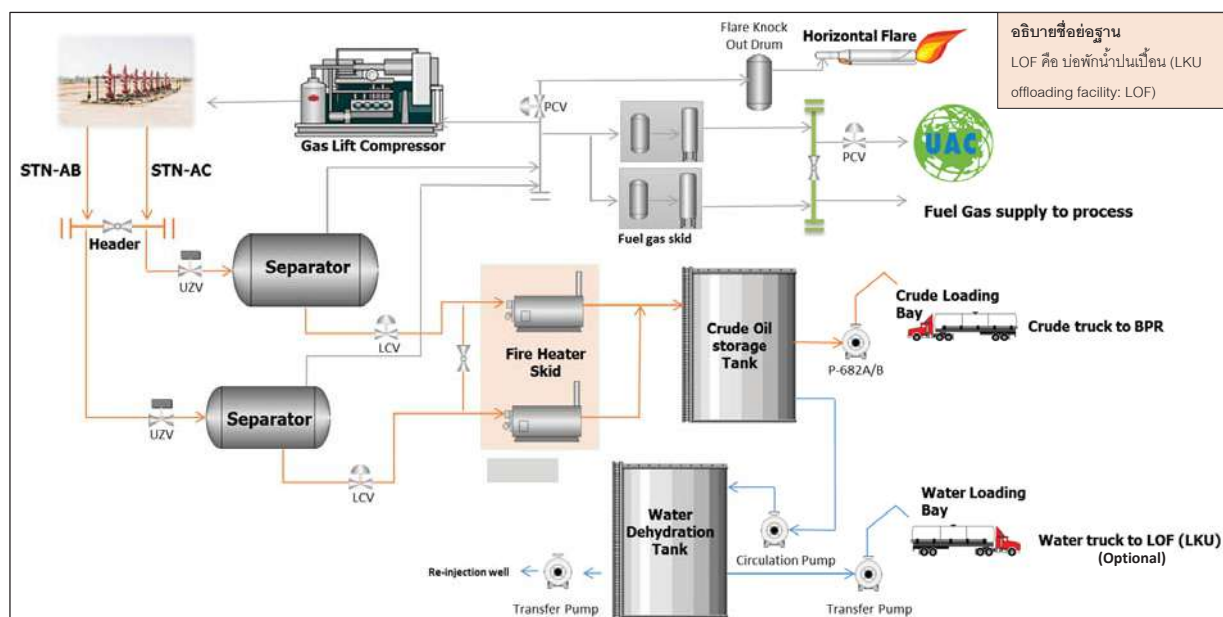 Flare Knock
Out Drum
Horizontal Flare
อธิบายชื่อย่อฐาน
LOF คือ บ่อพักน้ำปนเปื้อน (LKU
offloading facility: LOF)
PCV
Gas Lift Compressor
UAC
PCV
STN-AB
STN-AC
Fuel Gas supply to process
Header
Fuel gas skid
Separator
UZV
Crude Loading
Bay
Crude truck to BPR
LCV
Crude Oil
storage
Tank
Fire Heater
Skid
P-682A/B
Separator
UZV
LCV
Water Loading
Bay
Water
Dehydration
Tank
Water truck to LOF (LKU)
(Optional)
Circulation Pump
Re-injection well
Transfer Pump
Transfer Pump